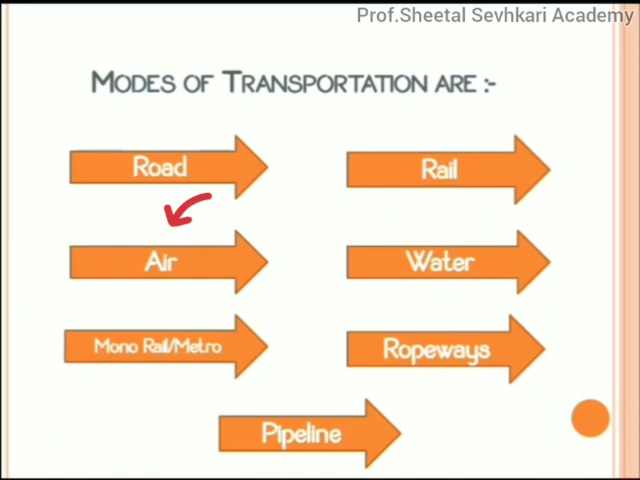 Prof.Sheetal Sevhkari Academy
MODES OF TRANSPORTATION ARE :-
Road
Rail
Air
Water
Mono Rail/Metro
Ropeways
Pipeline